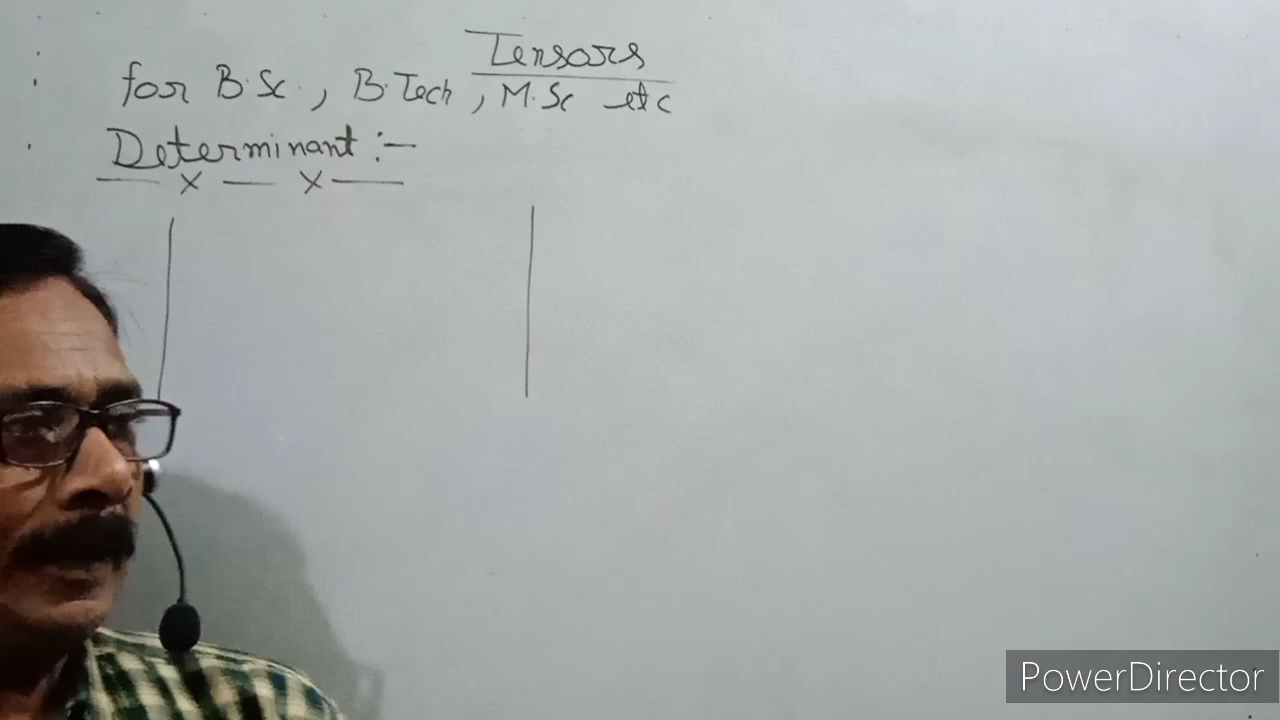 Tensors
for B.Sc., B.Tech, M.Sc etc
Determinant :-
— x — x —
PowerDirector